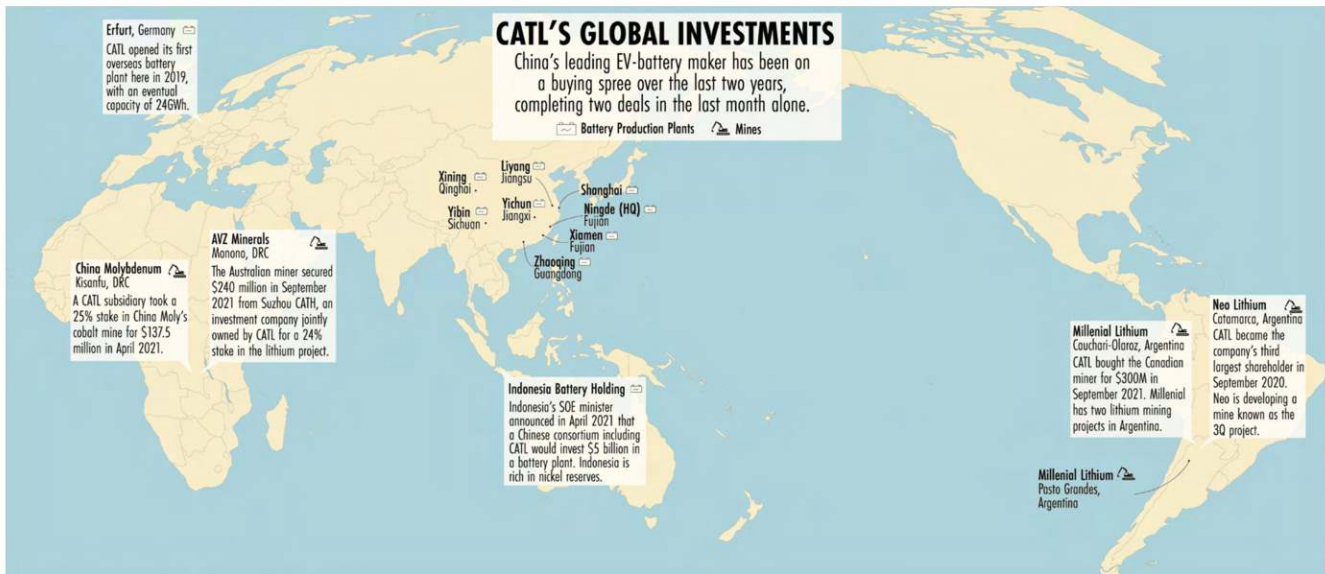 CATL'S GLOBAL INVESTMENTS
China's leading EV-battery maker has been on
a buying spree over the last two years,
completing two deals in the last month alone.
Battery Production Plants
Mines
Erfurt, Germany
CATL opened its first
overseas battery
plant here in 2019,
with an eventual
capacity of 24GWh.
Xining
Qinghai
Liyang
Jiangsu
Shanghai
Yibin
Sichuan
Yichun
Jiangxi
Ningde (HQ)
Fujian
Xiamen
Fujian
Zhaoqing
Guangdong
China Molybdenum
Kisanfu, DRC
A CATL subsidiary took a
25% stake in China Moly's
cobalt mine for $137.5
million in April 2021.
AVZ Minerals
Monono, DRC
The Australian miner secured
$240 million in September
2021 from Suzhou CATH, an
investment company jointly
owned by CATL for a 24%
stake in the lithium project.
Indonesia Battery Holding
Indonesia's SOE minister
announced in April 2021 that
a Chinese consortium including
CATL would invest $5 billion in
a battery plant. Indonesia is
rich in nickel reserves.
Millenial Lithium
Cauchari-Olaroz, Argentina
CATL bought the Canadian
miner for $300M in
September 2021. Millenial
has two lithium mining
projects in Argentina.
Neo Lithium
Catamarca, Argentina
CATL became the
company's third
largest shareholder in
September 2020.
Neo is developing a
mine known as the
3Q project.
Millenial Lithium
Pasto Grandes,
Argentina